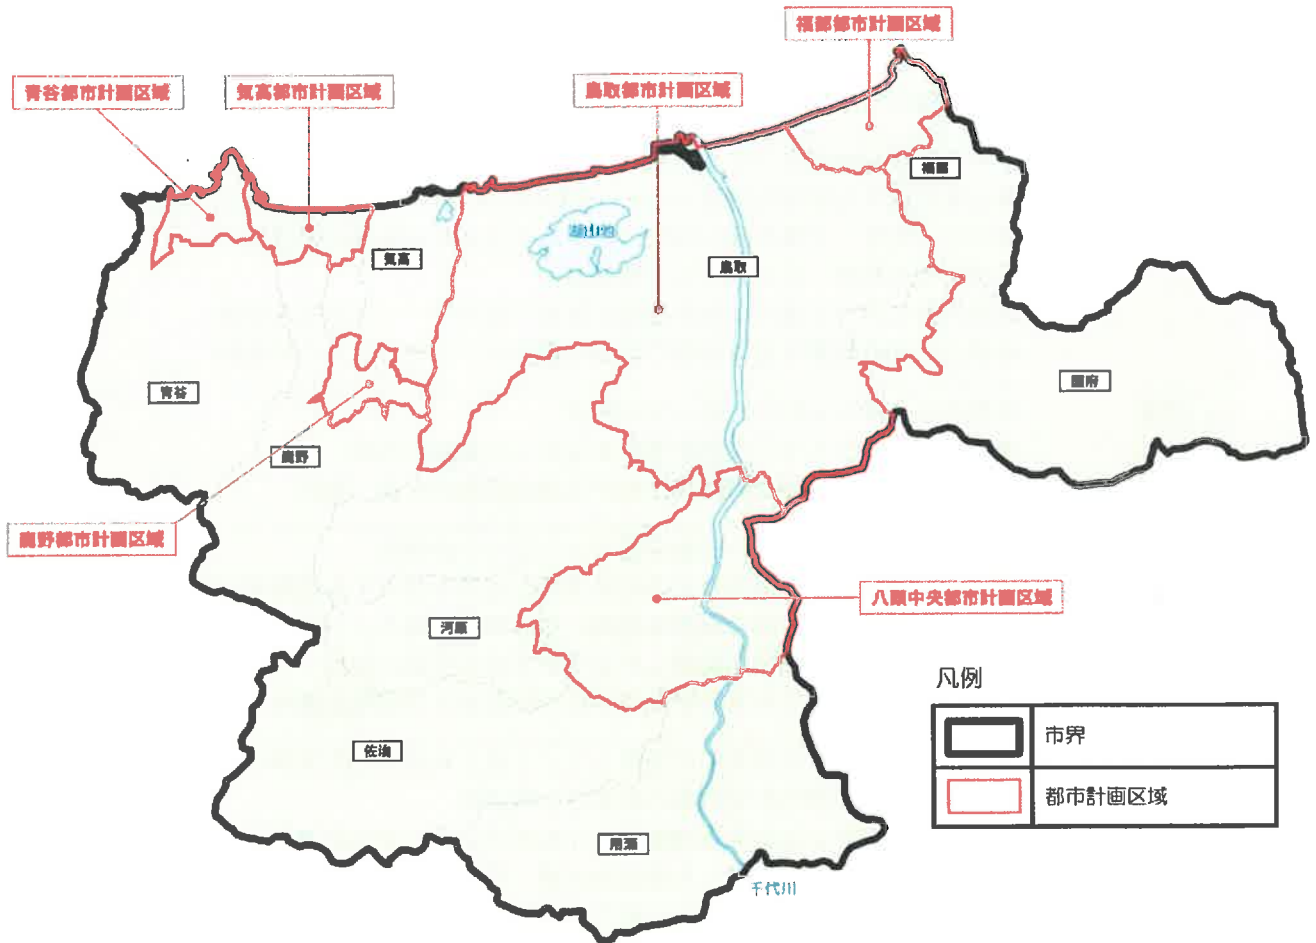 福部都市計画区域
青谷都市計画区域
気高都市計画区域
鳥取都市計画区域
福部
湖山池
気高
鳥取
青谷
国府
鹿野
鹿野都市計画区域
八頭中央都市計画区域
河原
凡例
市界
佐治
都市計画区域
用瀬
千代川